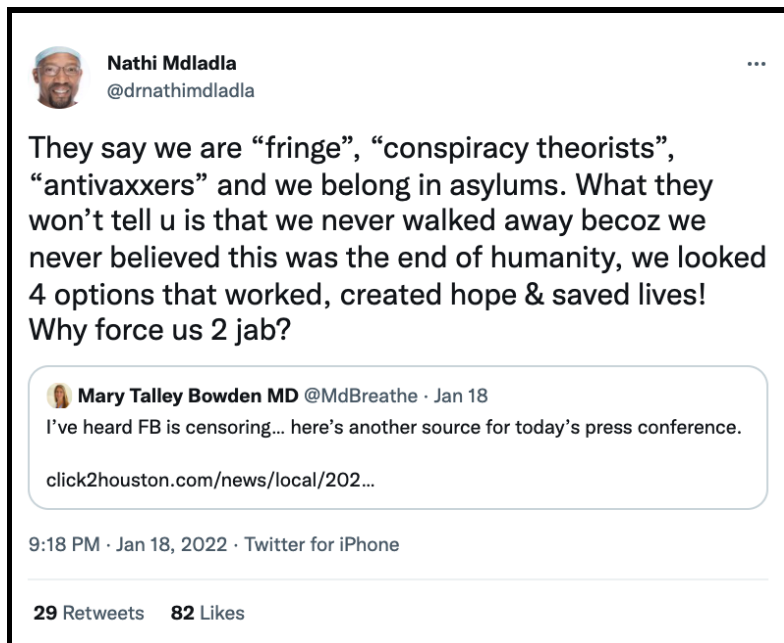 Nathi Mdladla
@drnathimdladla
They say we are “fringe”, “conspiracy theorists”,
“antivaxxers” and we belong in asylums. What they
won’t tell u is that we never walked away becoz we
never believed this was the end of humanity, we looked
4 options that worked, created hope & saved lives!
Why force us 2 jab?
Mary Talley Bowden MD @MdBreathe · Jan 18
I’ve heard FB is censoring... here’s another source for today’s press conference.
click2houston.com/news/local/202...
9:18 PM · Jan 18, 2022 · Twitter for iPhone
29 Retweets 82 Likes